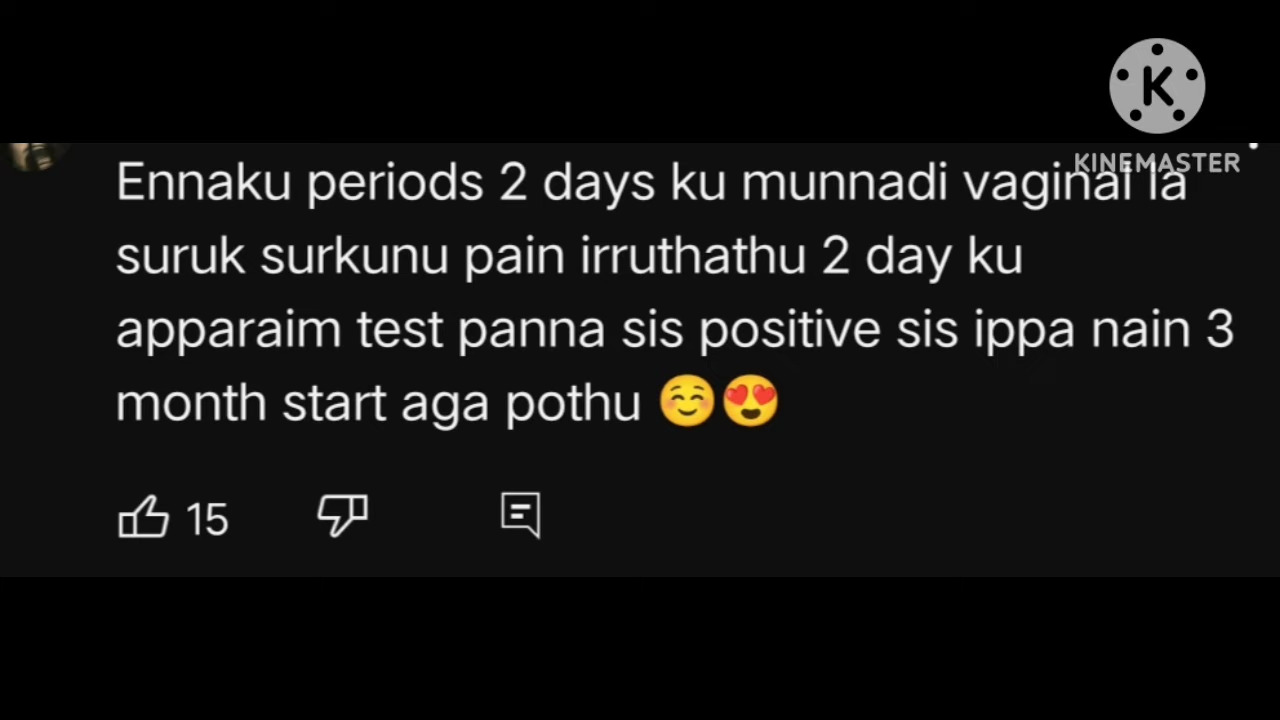 K
KINEMASTER
Ennaku periods 2 days ku munnadi vaginal la
suruk surkunu pain irruthathu 2 day ku
apparaim test panna sis positive sis ippa nain 3
month start aga pothu ☺️😍
15